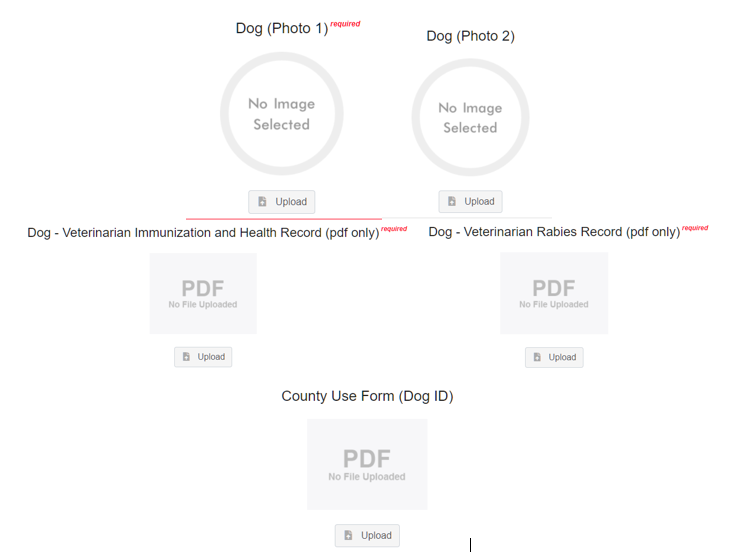 Dog (Photo 1) required
Dog (Photo 2)
No Image
Selected
No Image
Selected
Upload
Upload
Dog - Veterinarian Immunization and Health Record (pdf only) required
Dog - Veterinarian Rabies Record (pdf only) required
PDF
No File Uploaded
PDF
No File Uploaded
Upload
Upload
County Use Form (Dog ID)
PDF
No File Uploaded
Upload